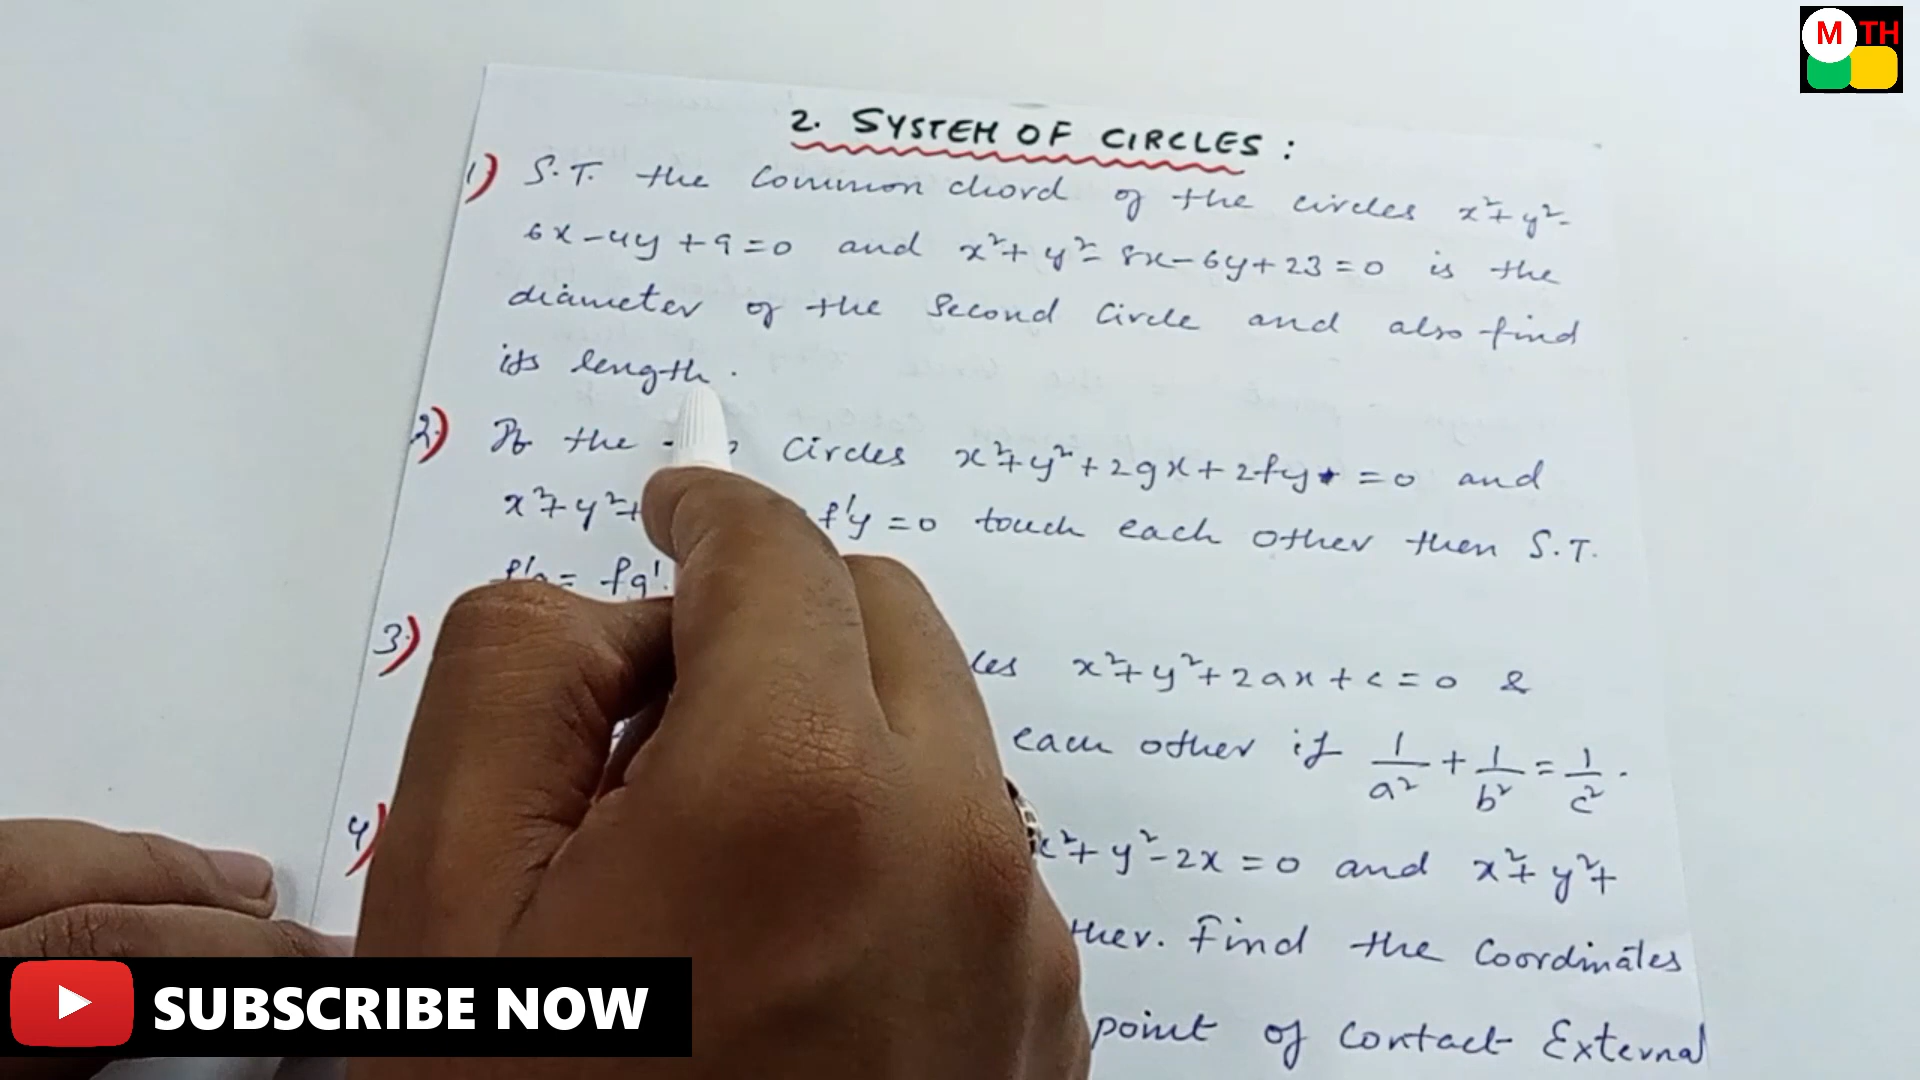 M TH
2. SYSTEM OF CIRCLES :
1) S.T. the common chord of the circles x²+y²-
6x-4y+9=0 and x²+y²-8x-6y+23=0 is the
diameter of the second circle and also find
its length.
2) If the circles x²+y²+2gx+2fy=0 and
x²+y²+ f'y=0 touch each other then S.T.
f'g = fg'.
3) x²+y²+2ax+c=0 &
each other if 1/a² + 1/b² = 1/c².
4) x²+y²-2x=0 and x²+y²+
Find the coordinates
point of contact External
SUBSCRIBE NOW